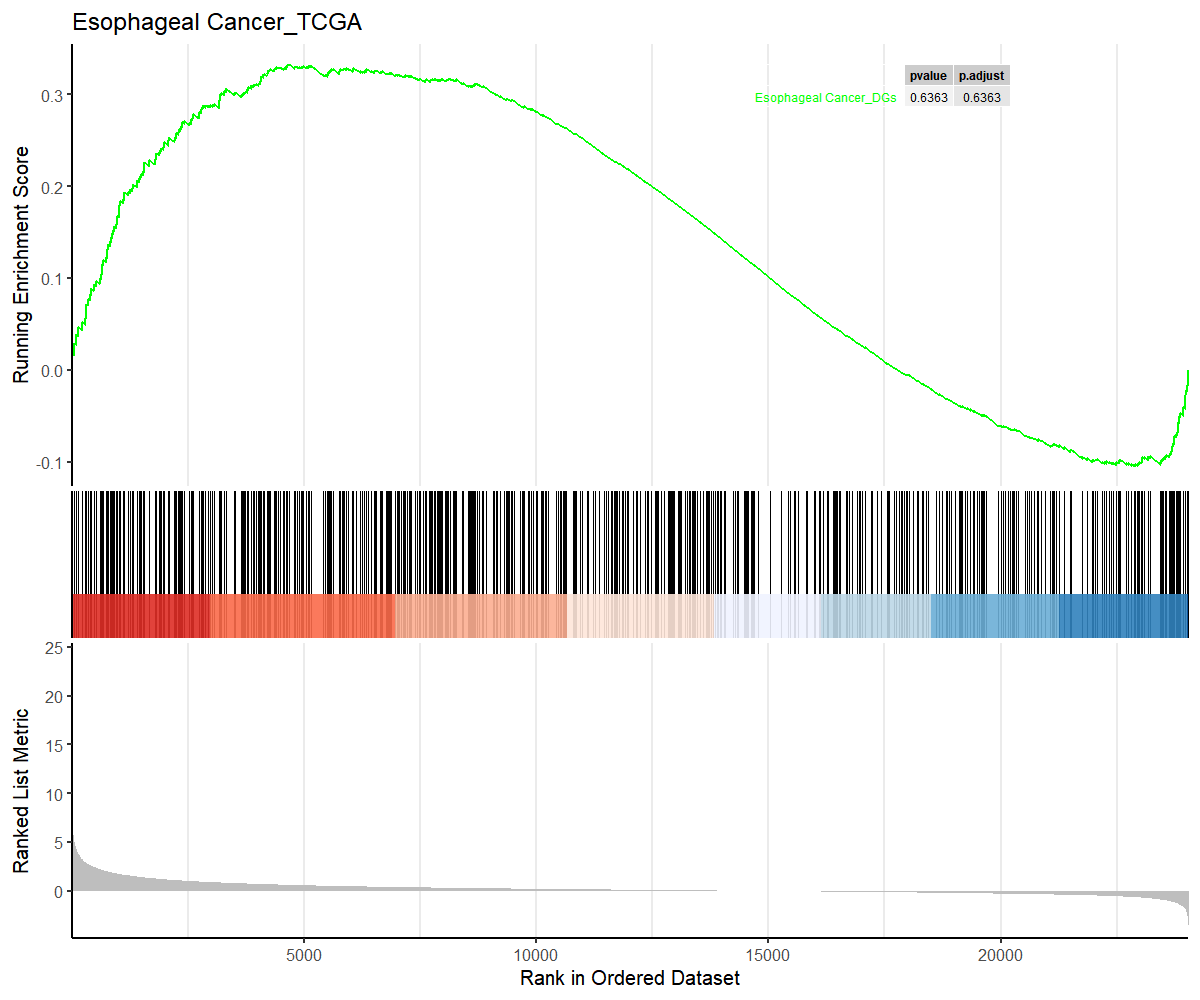 Esophageal Cancer_TCGA
Running Enrichment Score
0.3
0.2
0.1
0.0
-0.1
pvalue p.adjust
Esophageal Cancer_DGs 0.6363 0.6363
Ranked List Metric
25
20
15
10
5
0
5000 10000 15000 20000
Rank in Ordered Dataset